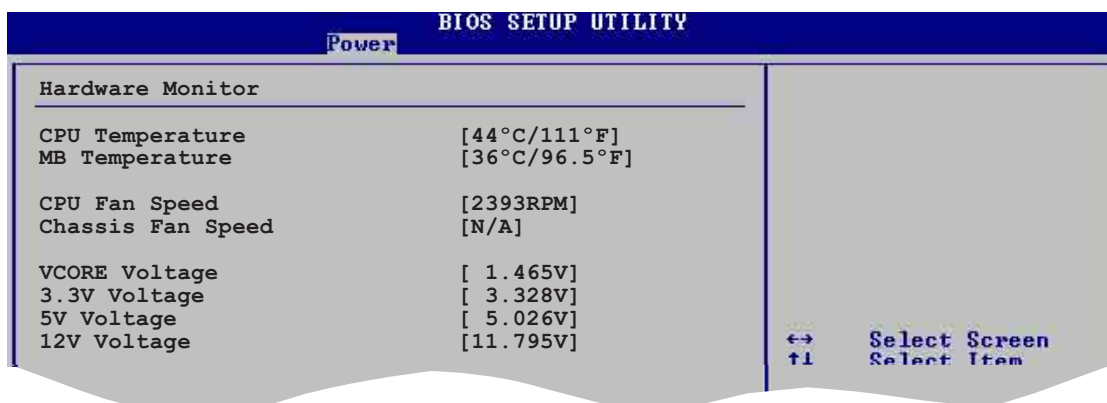 BIOS SETUP UTILITY
Power
Hardware Monitor
CPU Temperature [44°C/111°F]
MB Temperature [36°C/96.5°F]
CPU Fan Speed [2393RPM]
Chassis Fan Speed [N/A]
VCORE Voltage [ 1.465V]
3.3V Voltage [ 3.328V]
5V Voltage [ 5.026V]
12V Voltage [11.795V]
↔ Select Screen
↑↓ Select Item